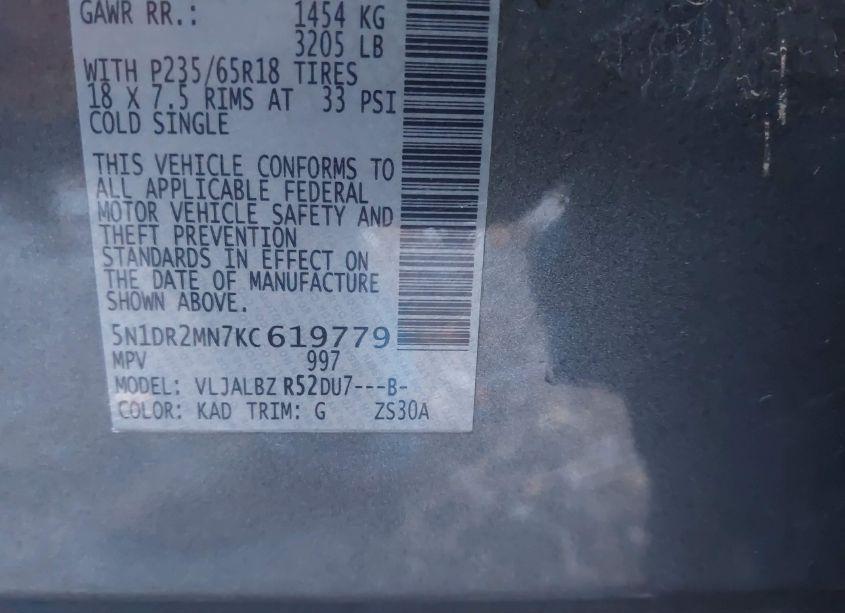 GAWR RR.: 1454 KG
3205 LB
WITH P235/65R18 TIRES
18 X 7.5 RIMS AT 33 PSI
COLD SINGLE
THIS VEHICLE CONFORMS TO
ALL APPLICABLE FEDERAL
MOTOR VEHICLE SAFETY AND
THEFT PREVENTION
STANDARDS IN EFFECT ON
THE DATE OF MANUFACTURE
SHOWN ABOVE.
5N1DR2MN7KC619779
MPV 997
MODEL: VLJALBZ R52DU7---B-
COLOR: KAD TRIM: G ZS30A